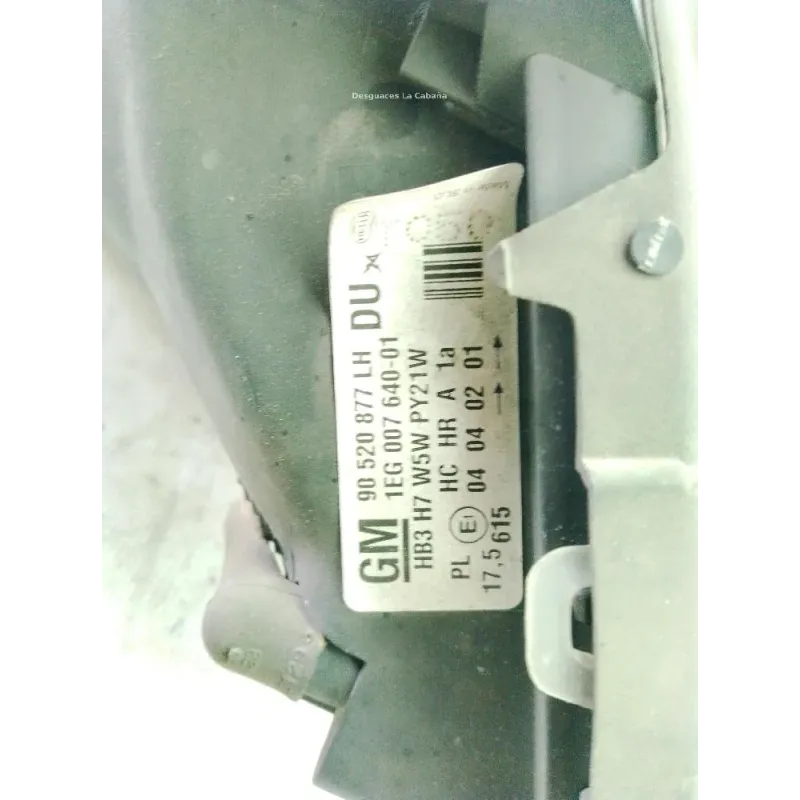 Desguaces La Cabaña
GM 90 520 877 LH DU
1EG 007 640-01
HB3 H7 W5W PY21W
PL E1 HC HR A 1a
17,5 04 04 02 01
615
129